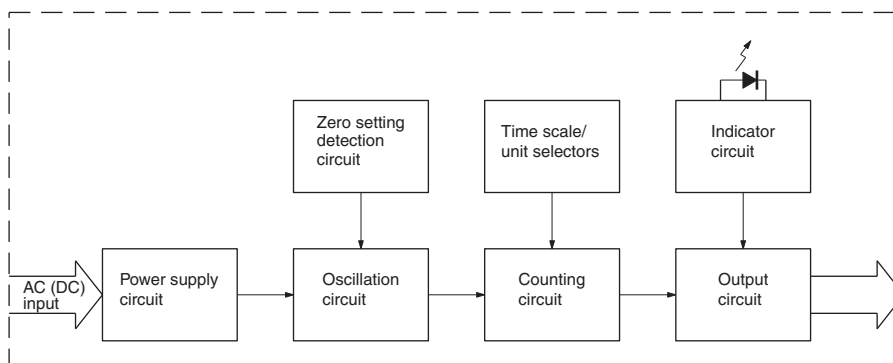 Zero setting
detection
circuit
Time scale/
unit selectors
Indicator
circuit
AC (DC)
input
Power supply
circuit
Oscillation
circuit
Counting
circuit
Output
circuit